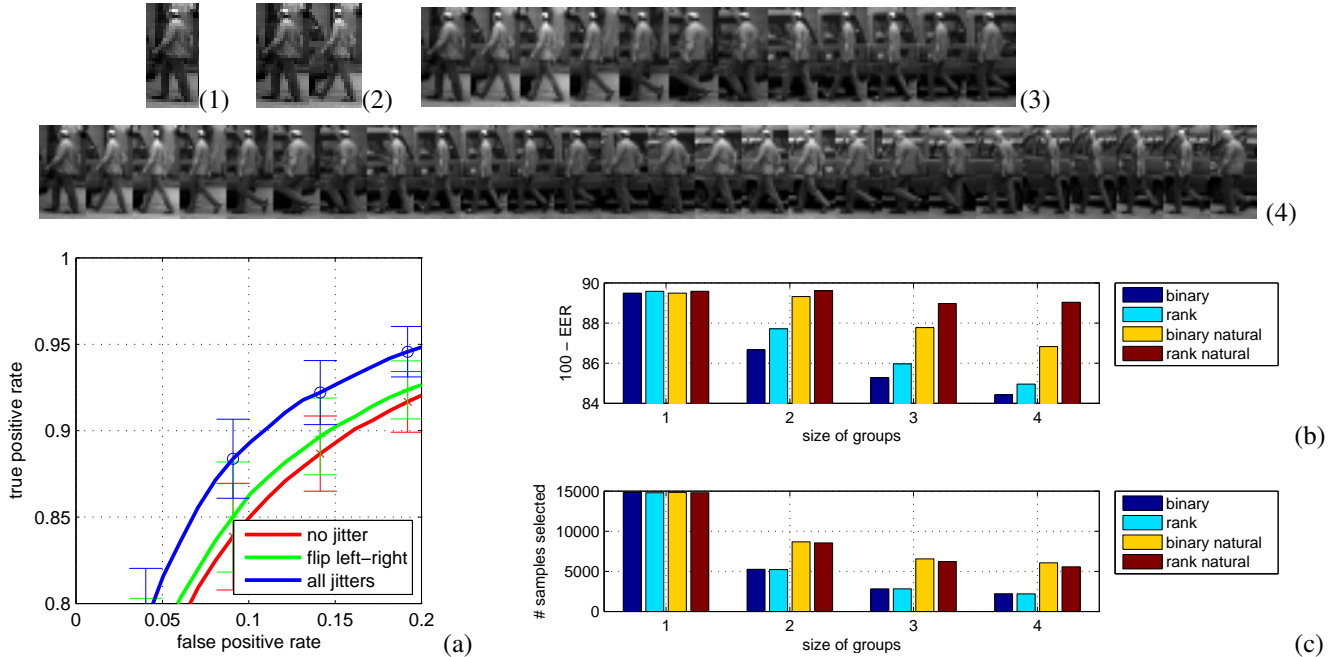 (1)
(2)
(3)
(4)
1
0.95
0.9
0.85
0.8
true positive rate
0
0.05
0.1
0.15
0.2
false positive rate
no jitter
flip left-right
all jitters
(a)
90
88
86
84
100 - EER
1
2
3
4
size of groups
binary
rank
binary natural
rank natural
(b)
15000
10000
5000
0
# samples selected
1
2
3
4
size of groups
binary
rank
binary natural
rank natural
(c)